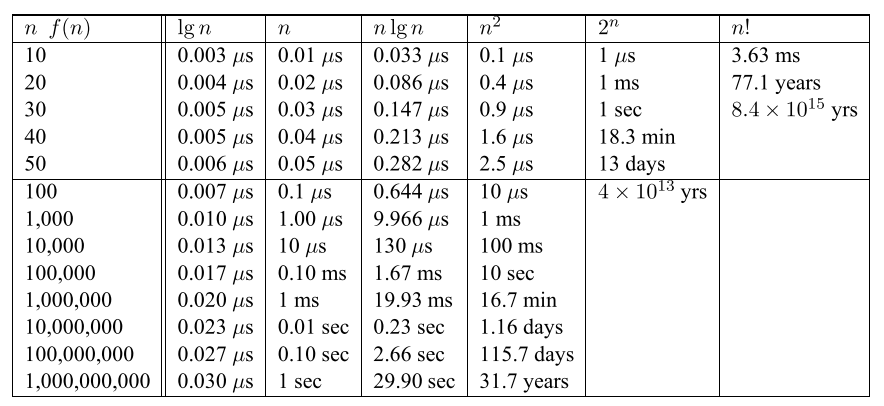 n f(n) lg n n n lg n n² 2ⁿ n!
10 0.003 μs 0.01 μs 0.033 μs 0.1 μs 1 μs 3.63 ms
20 0.004 μs 0.02 μs 0.086 μs 0.4 μs 1 ms 77.1 years
30 0.005 μs 0.03 μs 0.147 μs 0.9 μs 1 sec 8.4 × 10¹⁵ yrs
40 0.005 μs 0.04 μs 0.213 μs 1.6 μs 18.3 min
50 0.006 μs 0.05 μs 0.282 μs 2.5 μs 13 days
100 0.007 μs 0.1 μs 0.644 μs 10 μs 4 × 10¹³ yrs
1,000 0.010 μs 1.00 μs 9.966 μs 1 ms
10,000 0.013 μs 10 μs 130 μs 100 ms
100,000 0.017 μs 0.10 ms 1.67 ms 10 sec
1,000,000 0.020 μs 1 ms 19.93 ms 16.7 min
10,000,000 0.023 μs 0.01 sec 0.23 sec 1.16 days
100,000,000 0.027 μs 0.10 sec 2.66 sec 115.7 days
1,000,000,000 0.030 μs 1 sec 29.90 sec 31.7 years